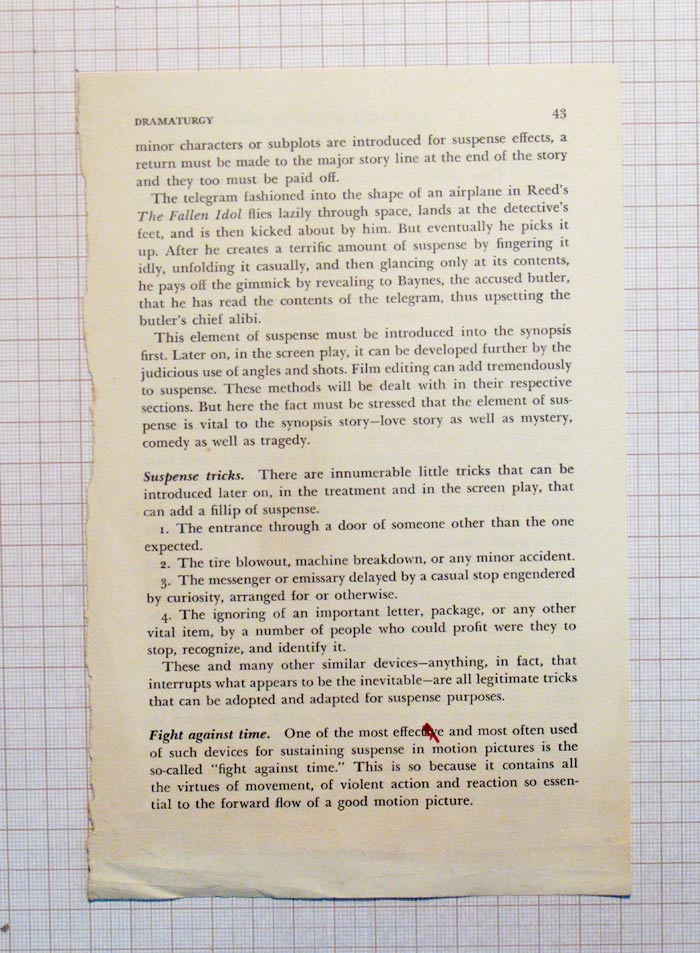 DRAMATURGY 43
minor characters or subplots are introduced for suspense effects, a
return must be made to the major story line at the end of the story
and they too must be paid off.
The telegram fashioned into the shape of an airplane in Reed's
The Fallen Idol flies lazily through space, lands at the detective's
feet, and is then kicked about by him. But eventually he picks it
up. After he creates a terrific amount of suspense by fingering it
idly, unfolding it casually, and then glancing only at its contents,
he pays off the gimmick by revealing to Baynes, the accused butler,
that he has read the contents of the telegram, thus upsetting the
butler's chief alibi.
This element of suspense must be introduced into the synopsis
first. Later on, in the screen play, it can be developed further by the
judicious use of angles and shots. Film editing can add tremendously
to suspense. These methods will be dealt with in their respective
sections. But here the fact must be stressed that the element of sus-
pense is vital to the synopsis story—love story as well as mystery,
comedy as well as tragedy.
Suspense tricks. There are innumerable little tricks that can be
introduced later on, in the treatment and in the screen play, that
can add a fillip of suspense.
1. The entrance through a door of someone other than the one
expected.
2. The tire blowout, machine breakdown, or any minor accident.
3. The messenger or emissary delayed by a casual stop engendered
by curiosity, arranged for or otherwise.
4. The ignoring of an important letter, package, or any other
vital item, by a number of people who could profit were they to
stop, recognize, and identify it.
These and many other similar devices—anything, in fact, that
interrupts what appears to be the inevitable—are all legitimate tricks
that can be adopted and adapted for suspense purposes.
Fight against time. One of the most effective and most often used
of such devices for sustaining suspense in motion pictures is the
so-called "fight against time." This is so because it contains all
the virtues of movement, of violent action and reaction so essen-
tial to the forward flow of a good motion picture.